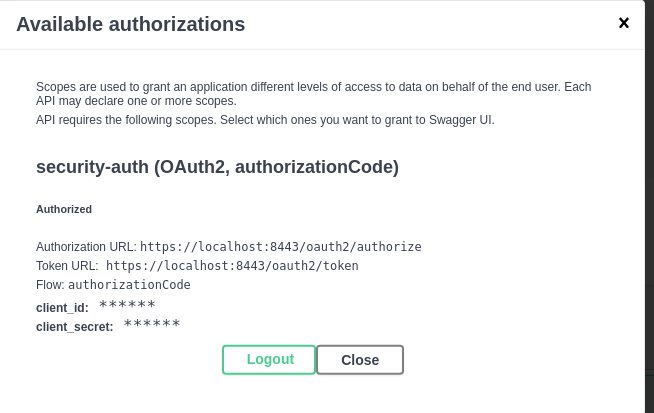 Available authorizations
Scopes are used to grant an application different levels of access to data on behalf of the end user. Each
API may declare one or more scopes.
API requires the following scopes. Select which ones you want to grant to Swagger UI.
security-auth (OAuth2, authorizationCode)
Authorized
Authorization URL: https://localhost:8443/oauth2/authorize
Token URL: https://localhost:8443/oauth2/token
Flow: authorizationCode
client_id: ******
client_secret: ******
Logout Close